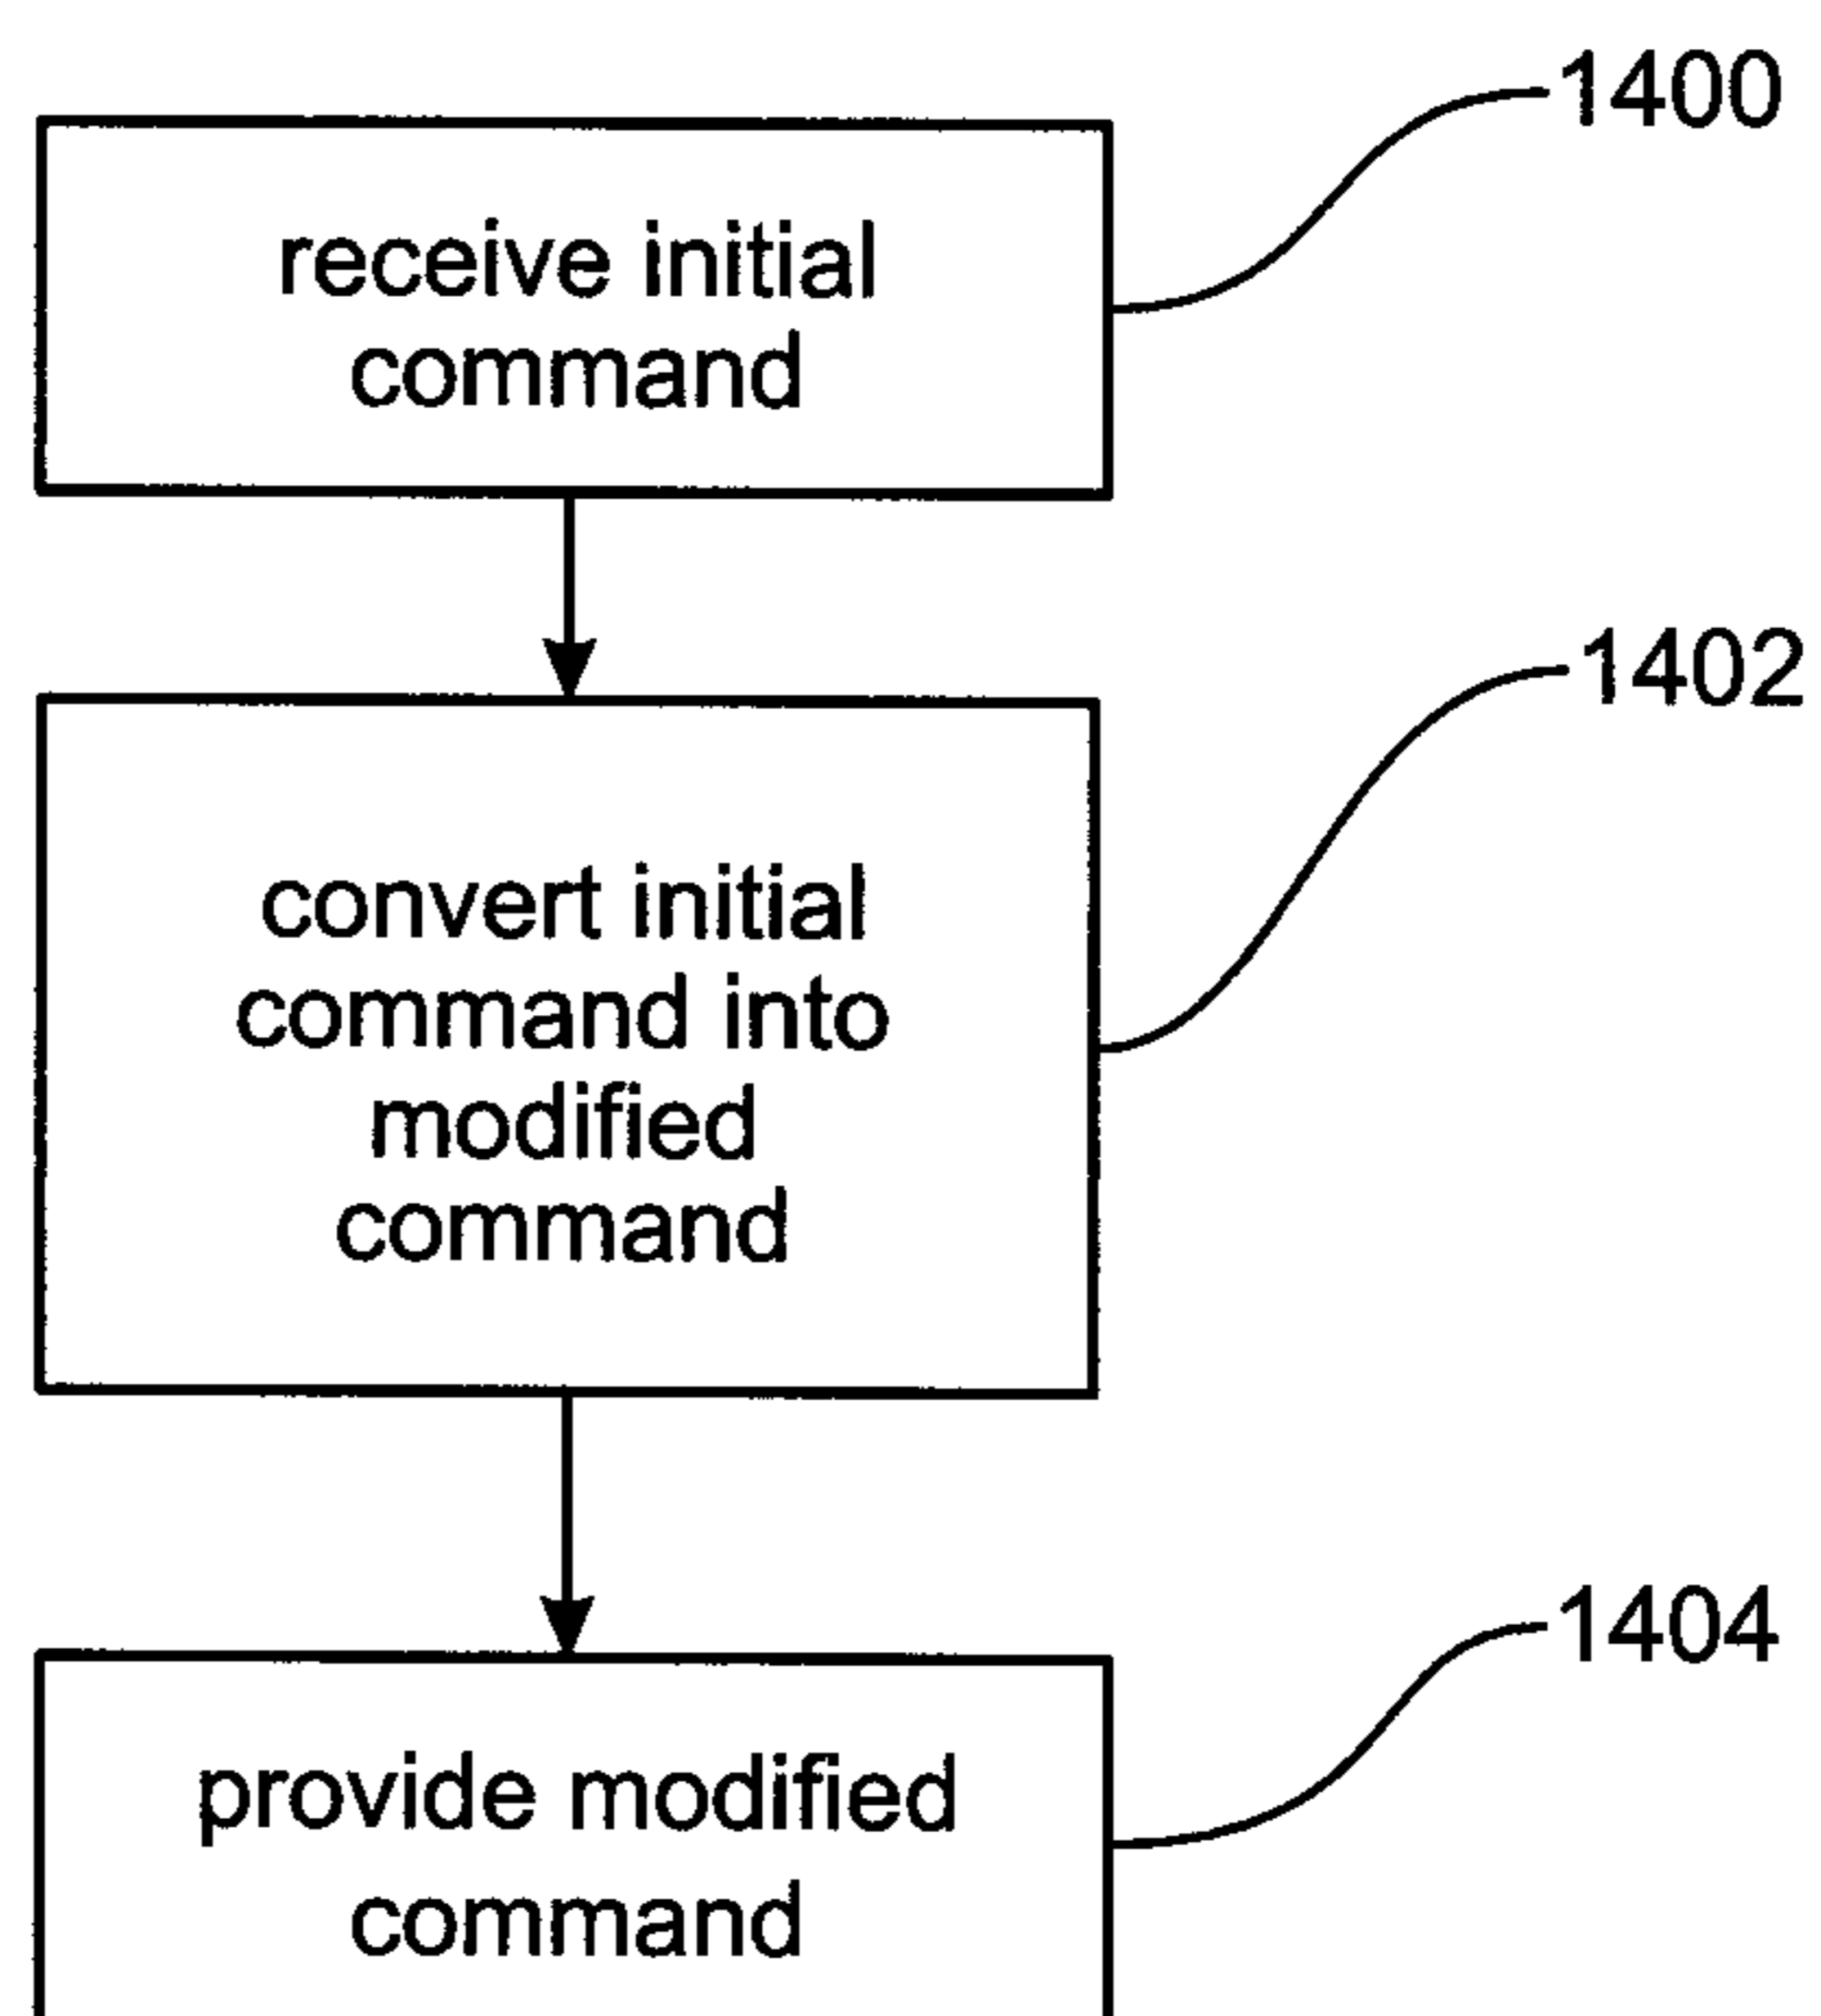 1400
receive initial
command
1402
convert initial
command into
modified
command
1404
provide modified
command